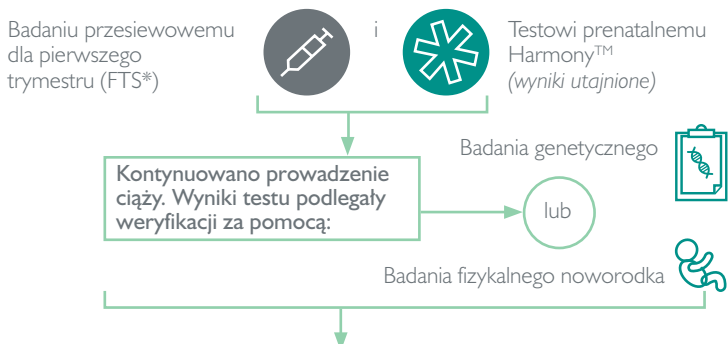 Badaniu przesiewowemu
dla pierwszego
trymestru (FTS*)
i
Testowi prenatalnemu
Harmony™
(wyniki utajnione)
Kontynuowano prowadzenie
ciąży. Wyniki testu podlegały
weryfikacji za pomocą:
Badania genetycznego
lub
Badania fizykalnego noworodka